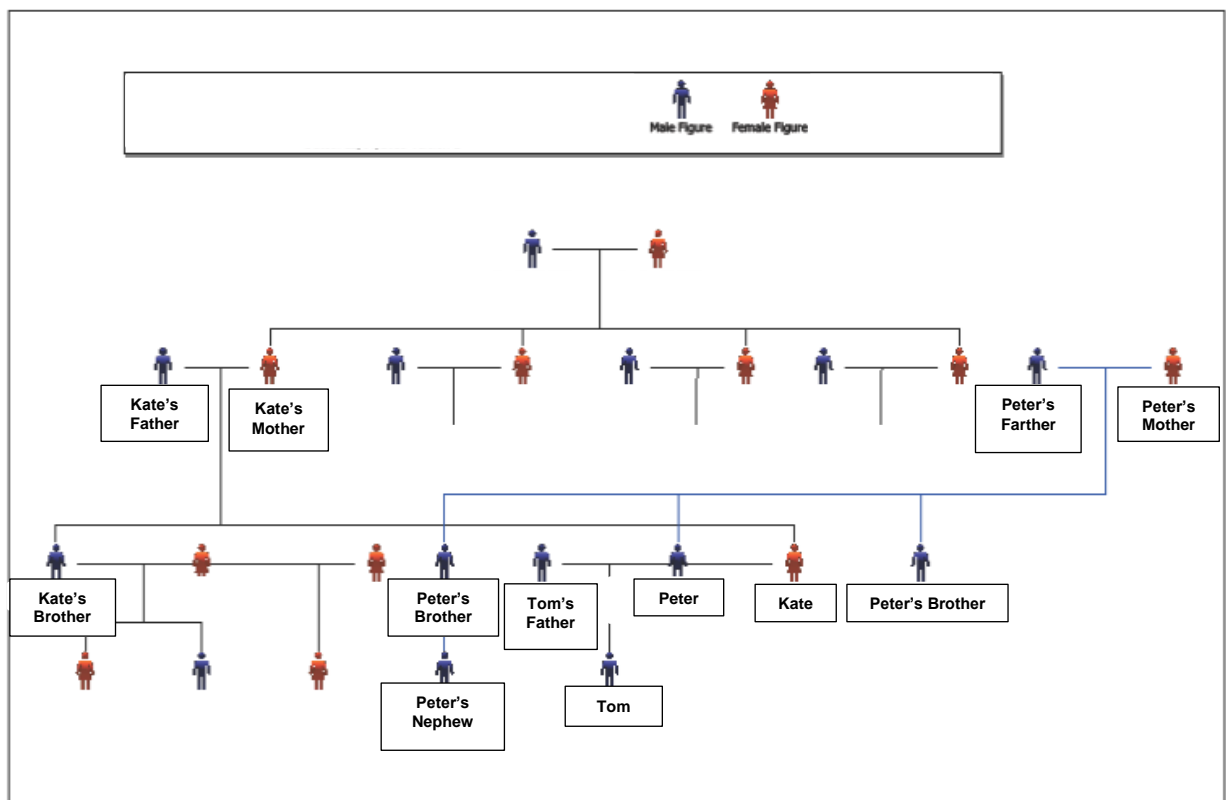 Male Figure
Female Figure
Kate's
Father
Kate's
Mother
Peter's
Farther
Peter's
Mother
Kate's
Brother
Peter's
Brother
Tom's
Father
Peter
Kate
Peter's Brother
Peter's
Nephew
Tom